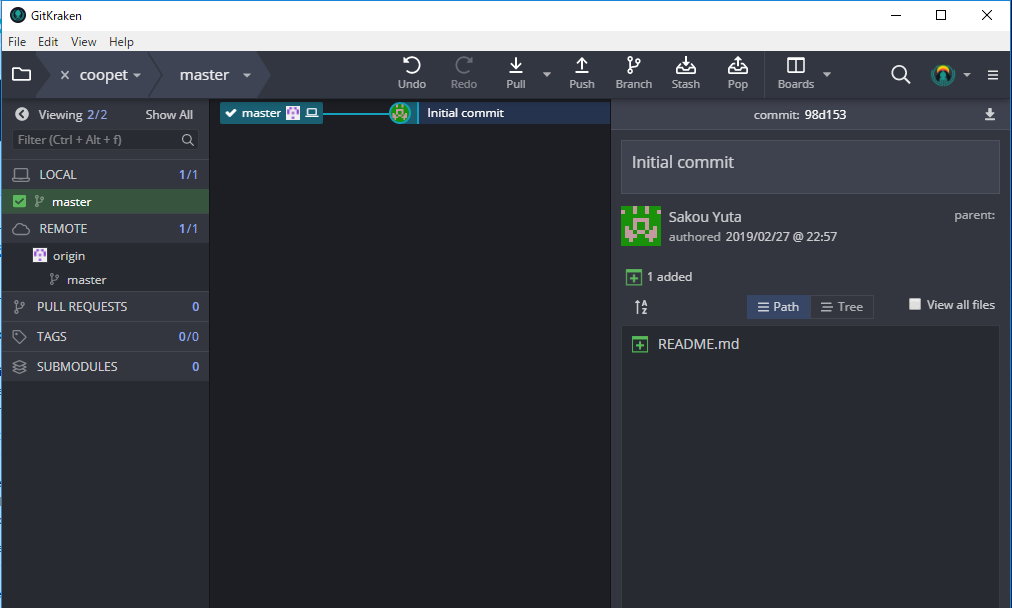 GitKraken
File Edit View Help
coopet master Undo Redo Pull Push Branch Stash Pop Boards
Viewing 2/2 Show All
Filter (Ctrl + Alt + f)
LOCAL 1/1
master
REMOTE 1/1
origin
master
PULL REQUESTS 0
TAGS 0/0
SUBMODULES 0
master Initial commit
commit: 98d153
Initial commit
Sakou Yuta parent:
authored 2019/02/27 @ 22:57
1 added
A Z Path Tree View all files
README.md